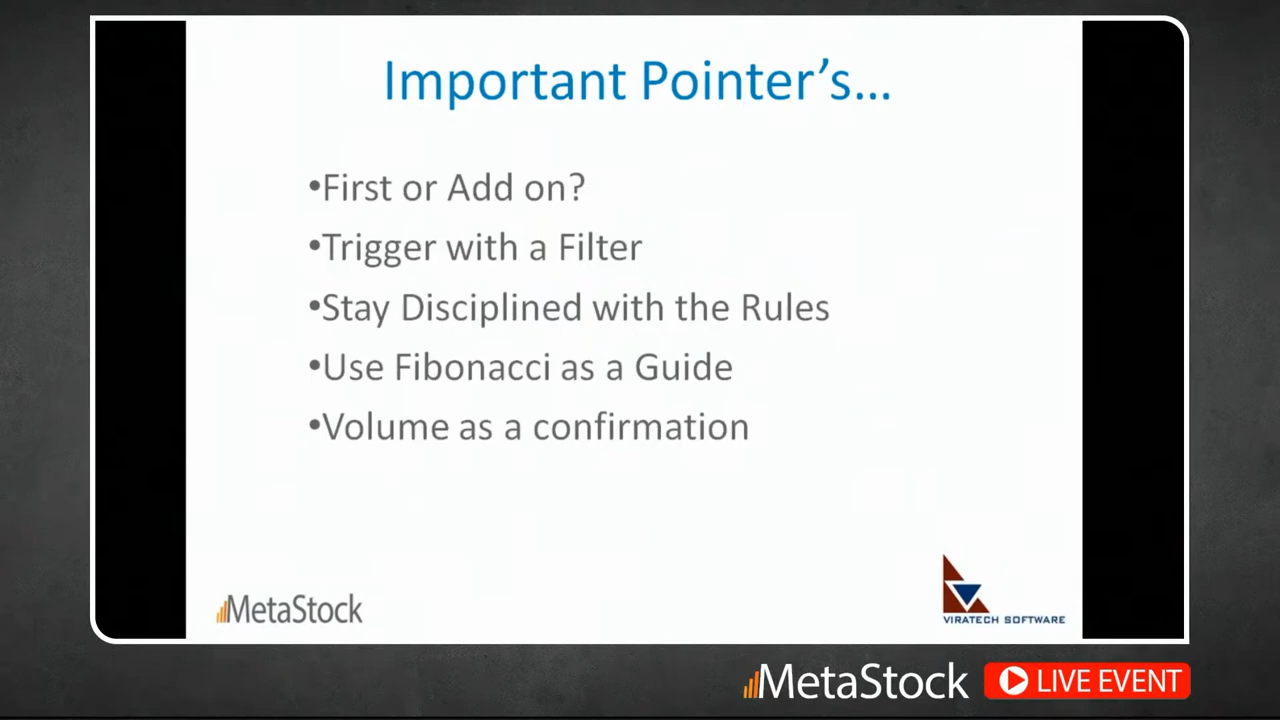 Important Pointer’s...
•First or Add on?
•Trigger with a Filter
•Stay Disciplined with the Rules
•Use Fibonacci as a Guide
•Volume as a confirmation
MetaStock
VIRATECH SOFTWARE
MetaStock LIVE EVENT